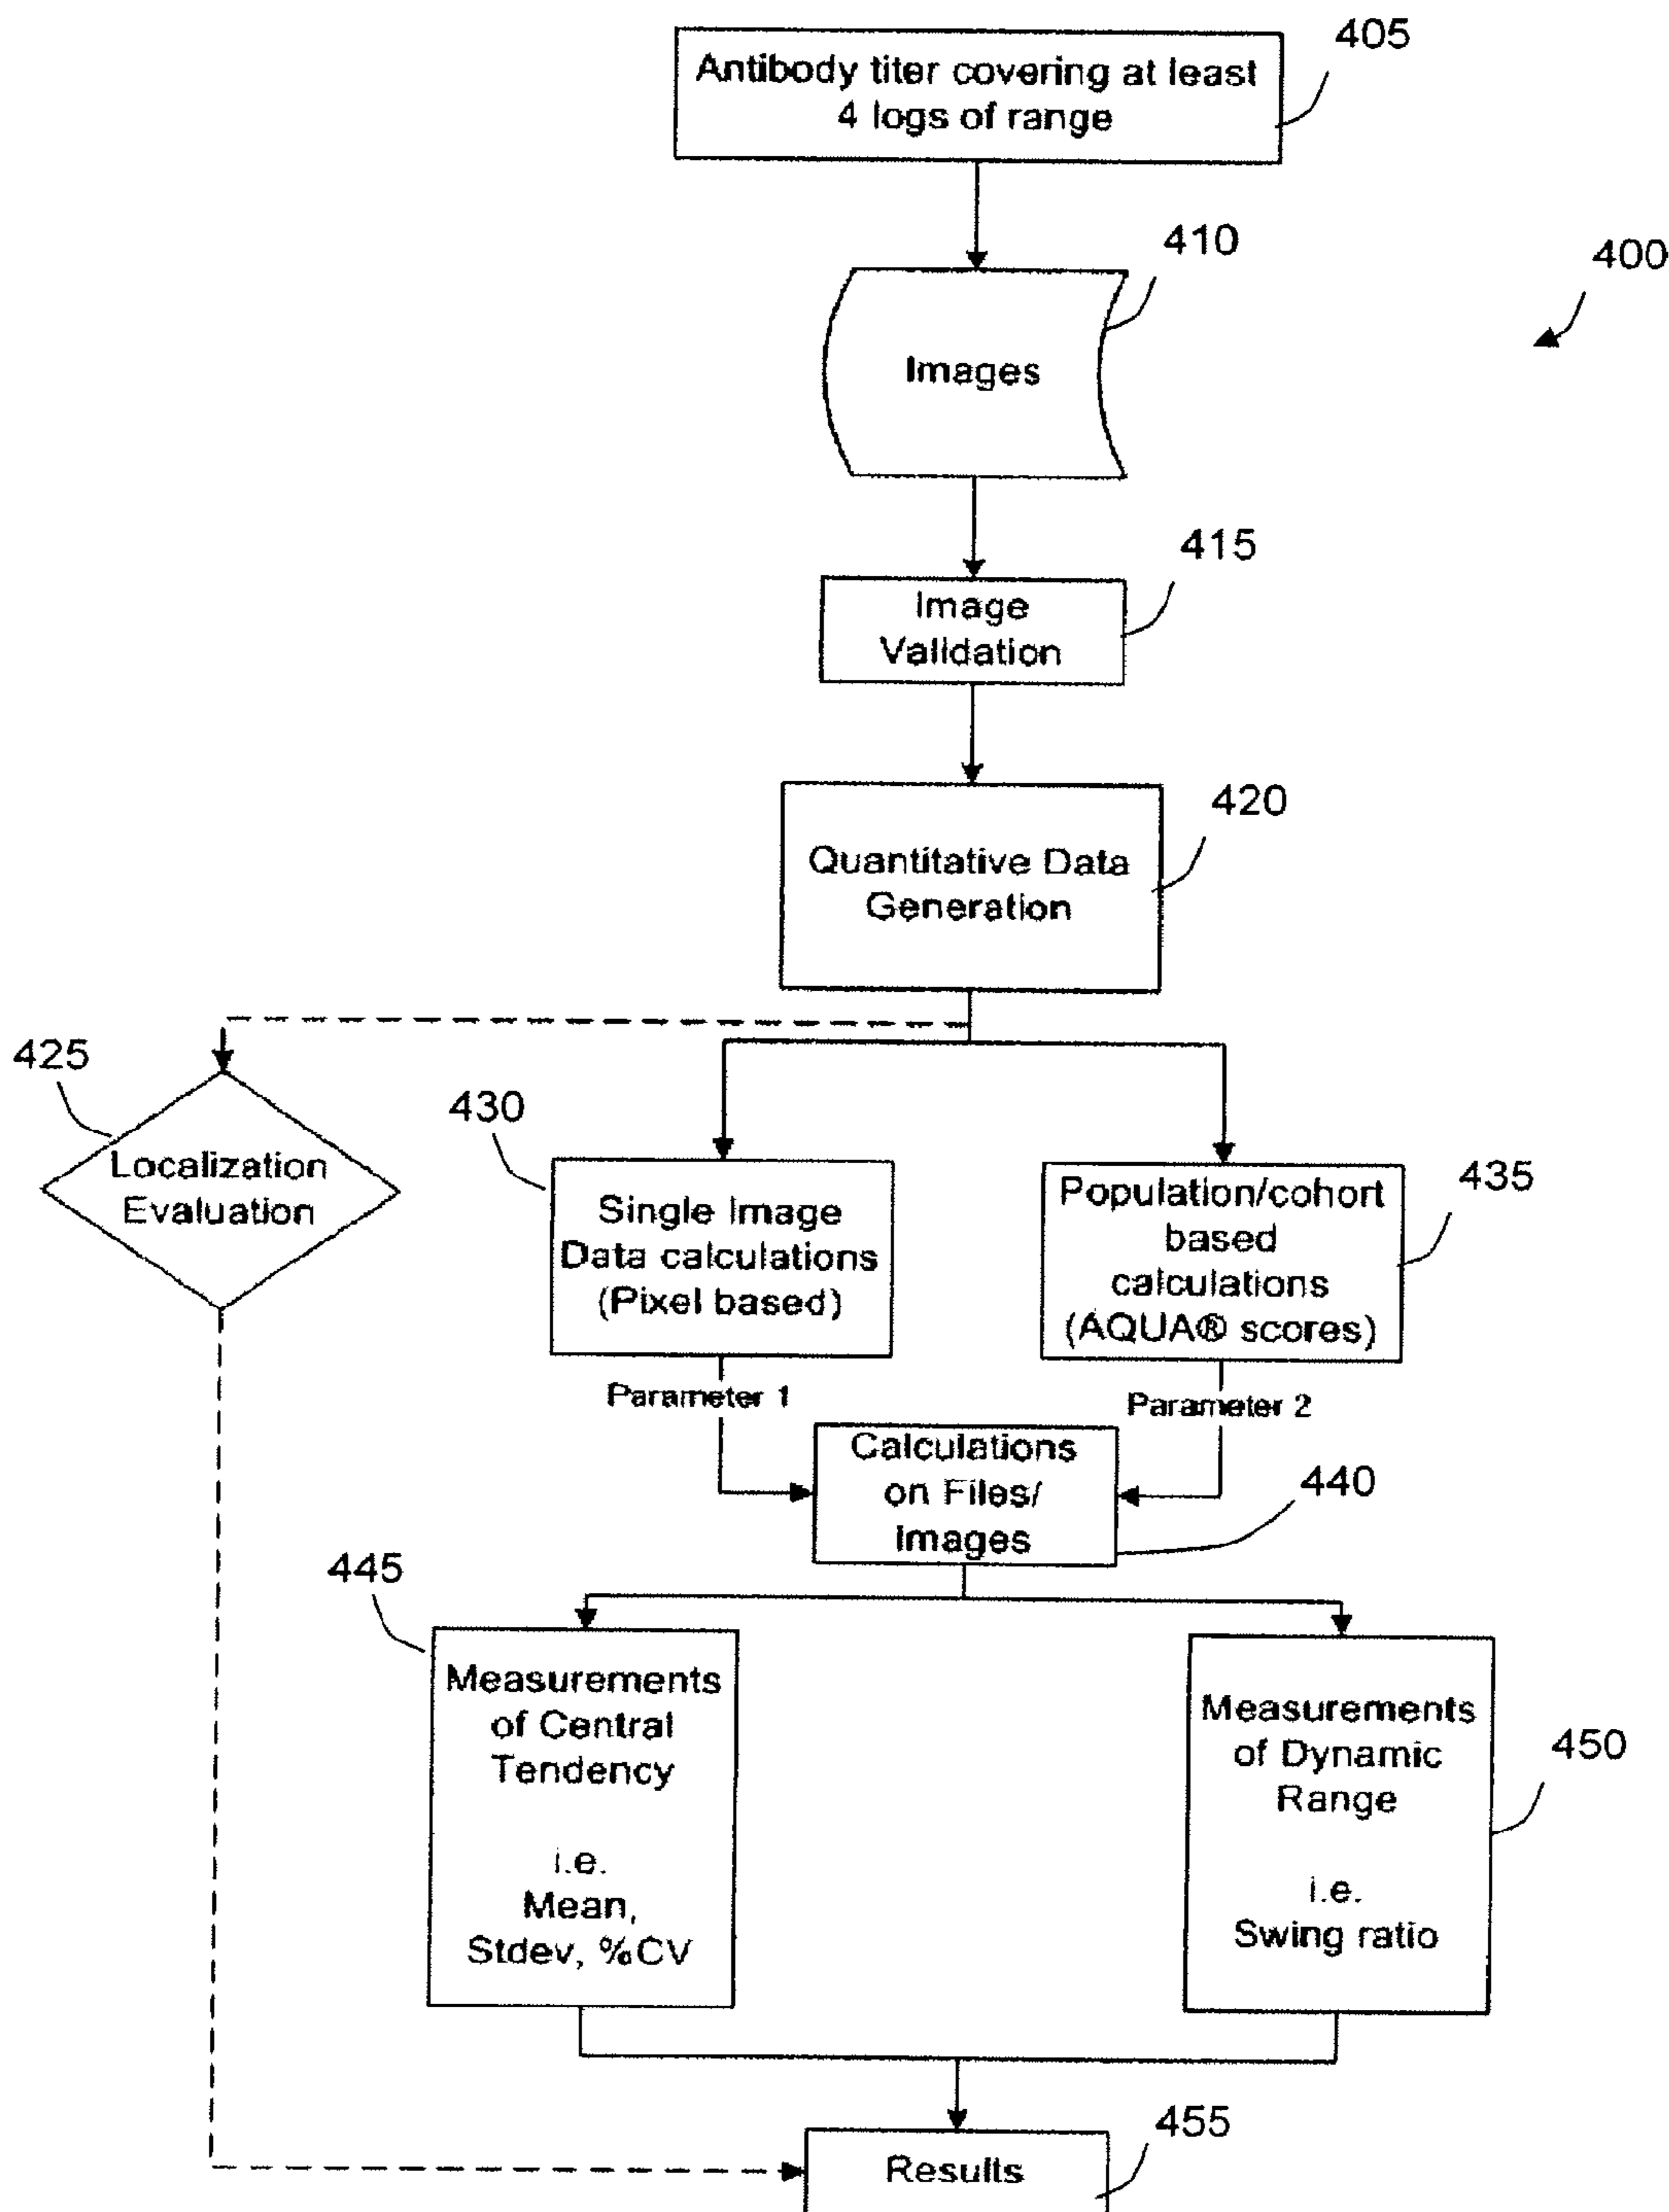 405
Antibody titer covering at least
4 logs of range
410
400
Images
415
Image
Validation
420
Quantitative Data
Generation
425
Localization
Evaluation
430
Single Image
Data calculations
(Pixel based)
435
Population/cohort
based
calculations
(AQUA® scores)
Parameter 1
Parameter 2
Calculations
on Files/
Images
440
445
Measurements
of Central
Tendency
i.e.
Mean,
Stdev, %CV
Measurements
of Dynamic
Range
i.e.
Swing ratio
450
455
Results